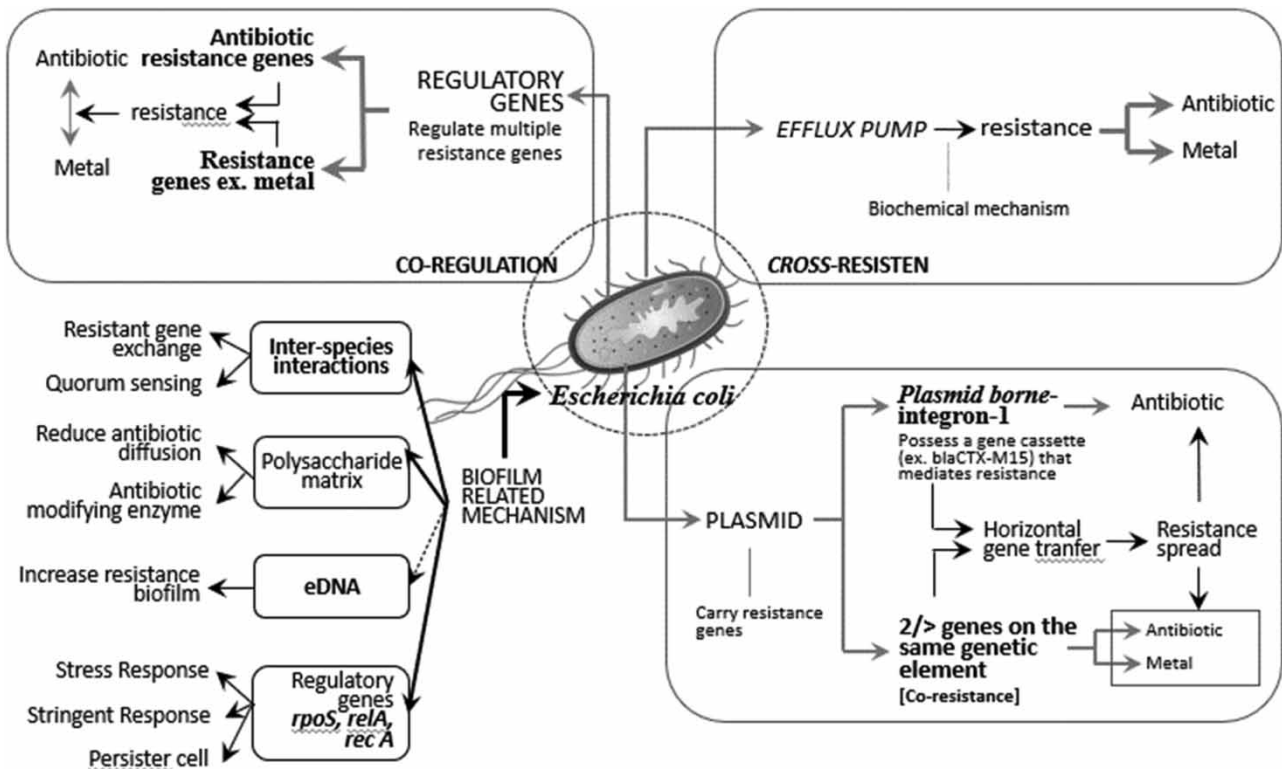 Antibiotic
Antibiotic
resistance genes
resistance
Metal
Resistance
genes ex. metal
REGULATORY
GENES
Regulate multiple
resistance genes
CO-REGULATION
EFFLUX PUMP
resistance
Antibiotic
Metal
Biochemical mechanism
CROSS-RESISTEN
Escherichia coli
Resistant gene
exchange
Quorum sensing
Inter-species
interactions
Reduce antibiotic
diffusion
Antibiotic
modifying enzyme
Polysaccharide
matrix
Increase resistance
biofilm
eDNA
Stress Response
Stringent Response
Persister cell
Regulatory
genes
rpoS, relA,
rec A
BIOFILM
RELATED
MECHANISM
PLASMID
Carry resistance
genes
Plasmid borne-
integron-1
Possess a gene cassette
(ex. blaCTX-M15) that
mediates resistance
Antibiotic
Horizontal
gene tranfer
Resistance
spread
2/> genes on the
same genetic
element
[Co-resistance]
Antibiotic
Metal